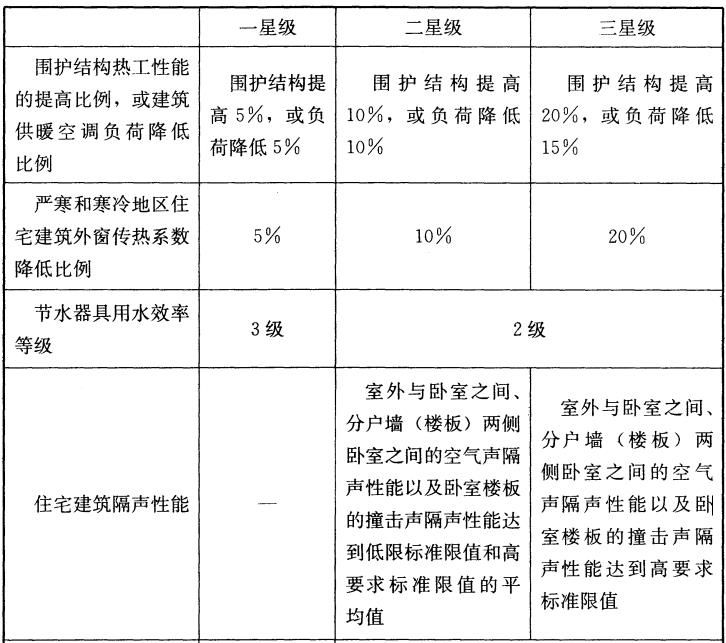 一星级 二星级 三星级
围护结构热工性能
的提高比例，或建筑
供暖空调负荷降低
比例
围护结构提
高 5%，或负
荷降低 5%
围护结构提高
10%，或负荷降低
10%
围护结构提高
20%，或负荷降低
15%
严寒和寒冷地区住
宅建筑外窗传热系数
降低比例
5%
10%
20%
节水器具用水效率
等级
3 级
2 级
住宅建筑隔声性能
—
室外与卧室之间、
分户墙（楼板）两侧
卧室之间的空气声隔
声性能以及卧室楼板
的撞击声隔声性能达
到低限标准限值和高
要求标准限值的平
均值
室外与卧室之间、
分户墙（楼板）两
侧卧室之间的空气
声隔声性能以及卧
室楼板的撞击声隔
声性能达到高要求
标准限值